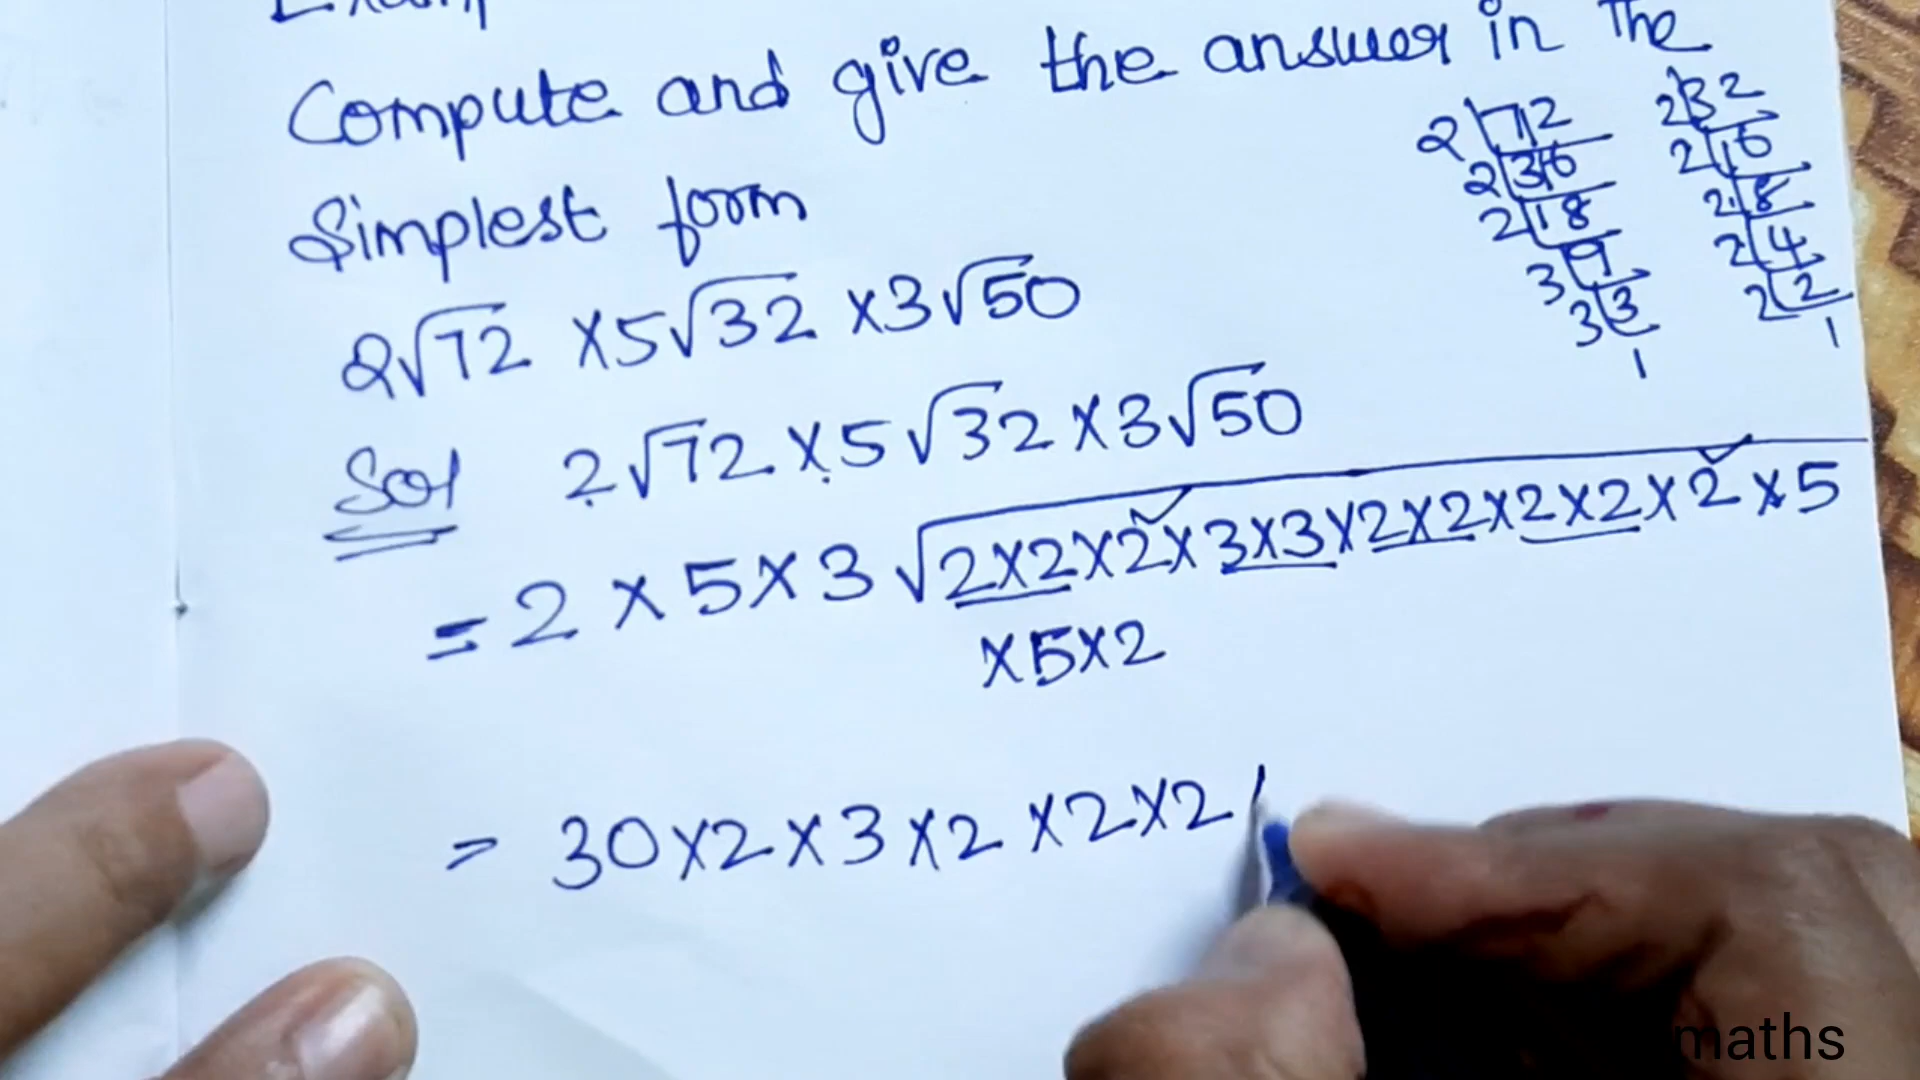 Compute and give the answer in the
Simplest form
2√72 ×5√32 ×3√50
Sol 2√72 × 5√32 × 3√50
= 2 × 5 × 3 √2×2×2×3×3×2×2×2×2×2×5
×5×2
= 30×2×3×2×2×2
2 72
2 36
2 18
3 9
3 3
1
2 32
2 16
2 8
2 4
2 2
1
maths